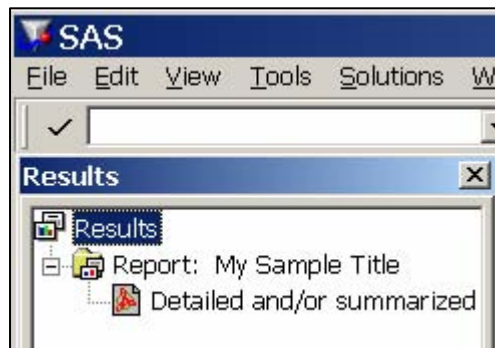 SAS
File Edit View Tools Solutions W
Results
Results
Report: My Sample Title
Detailed and/or summarized